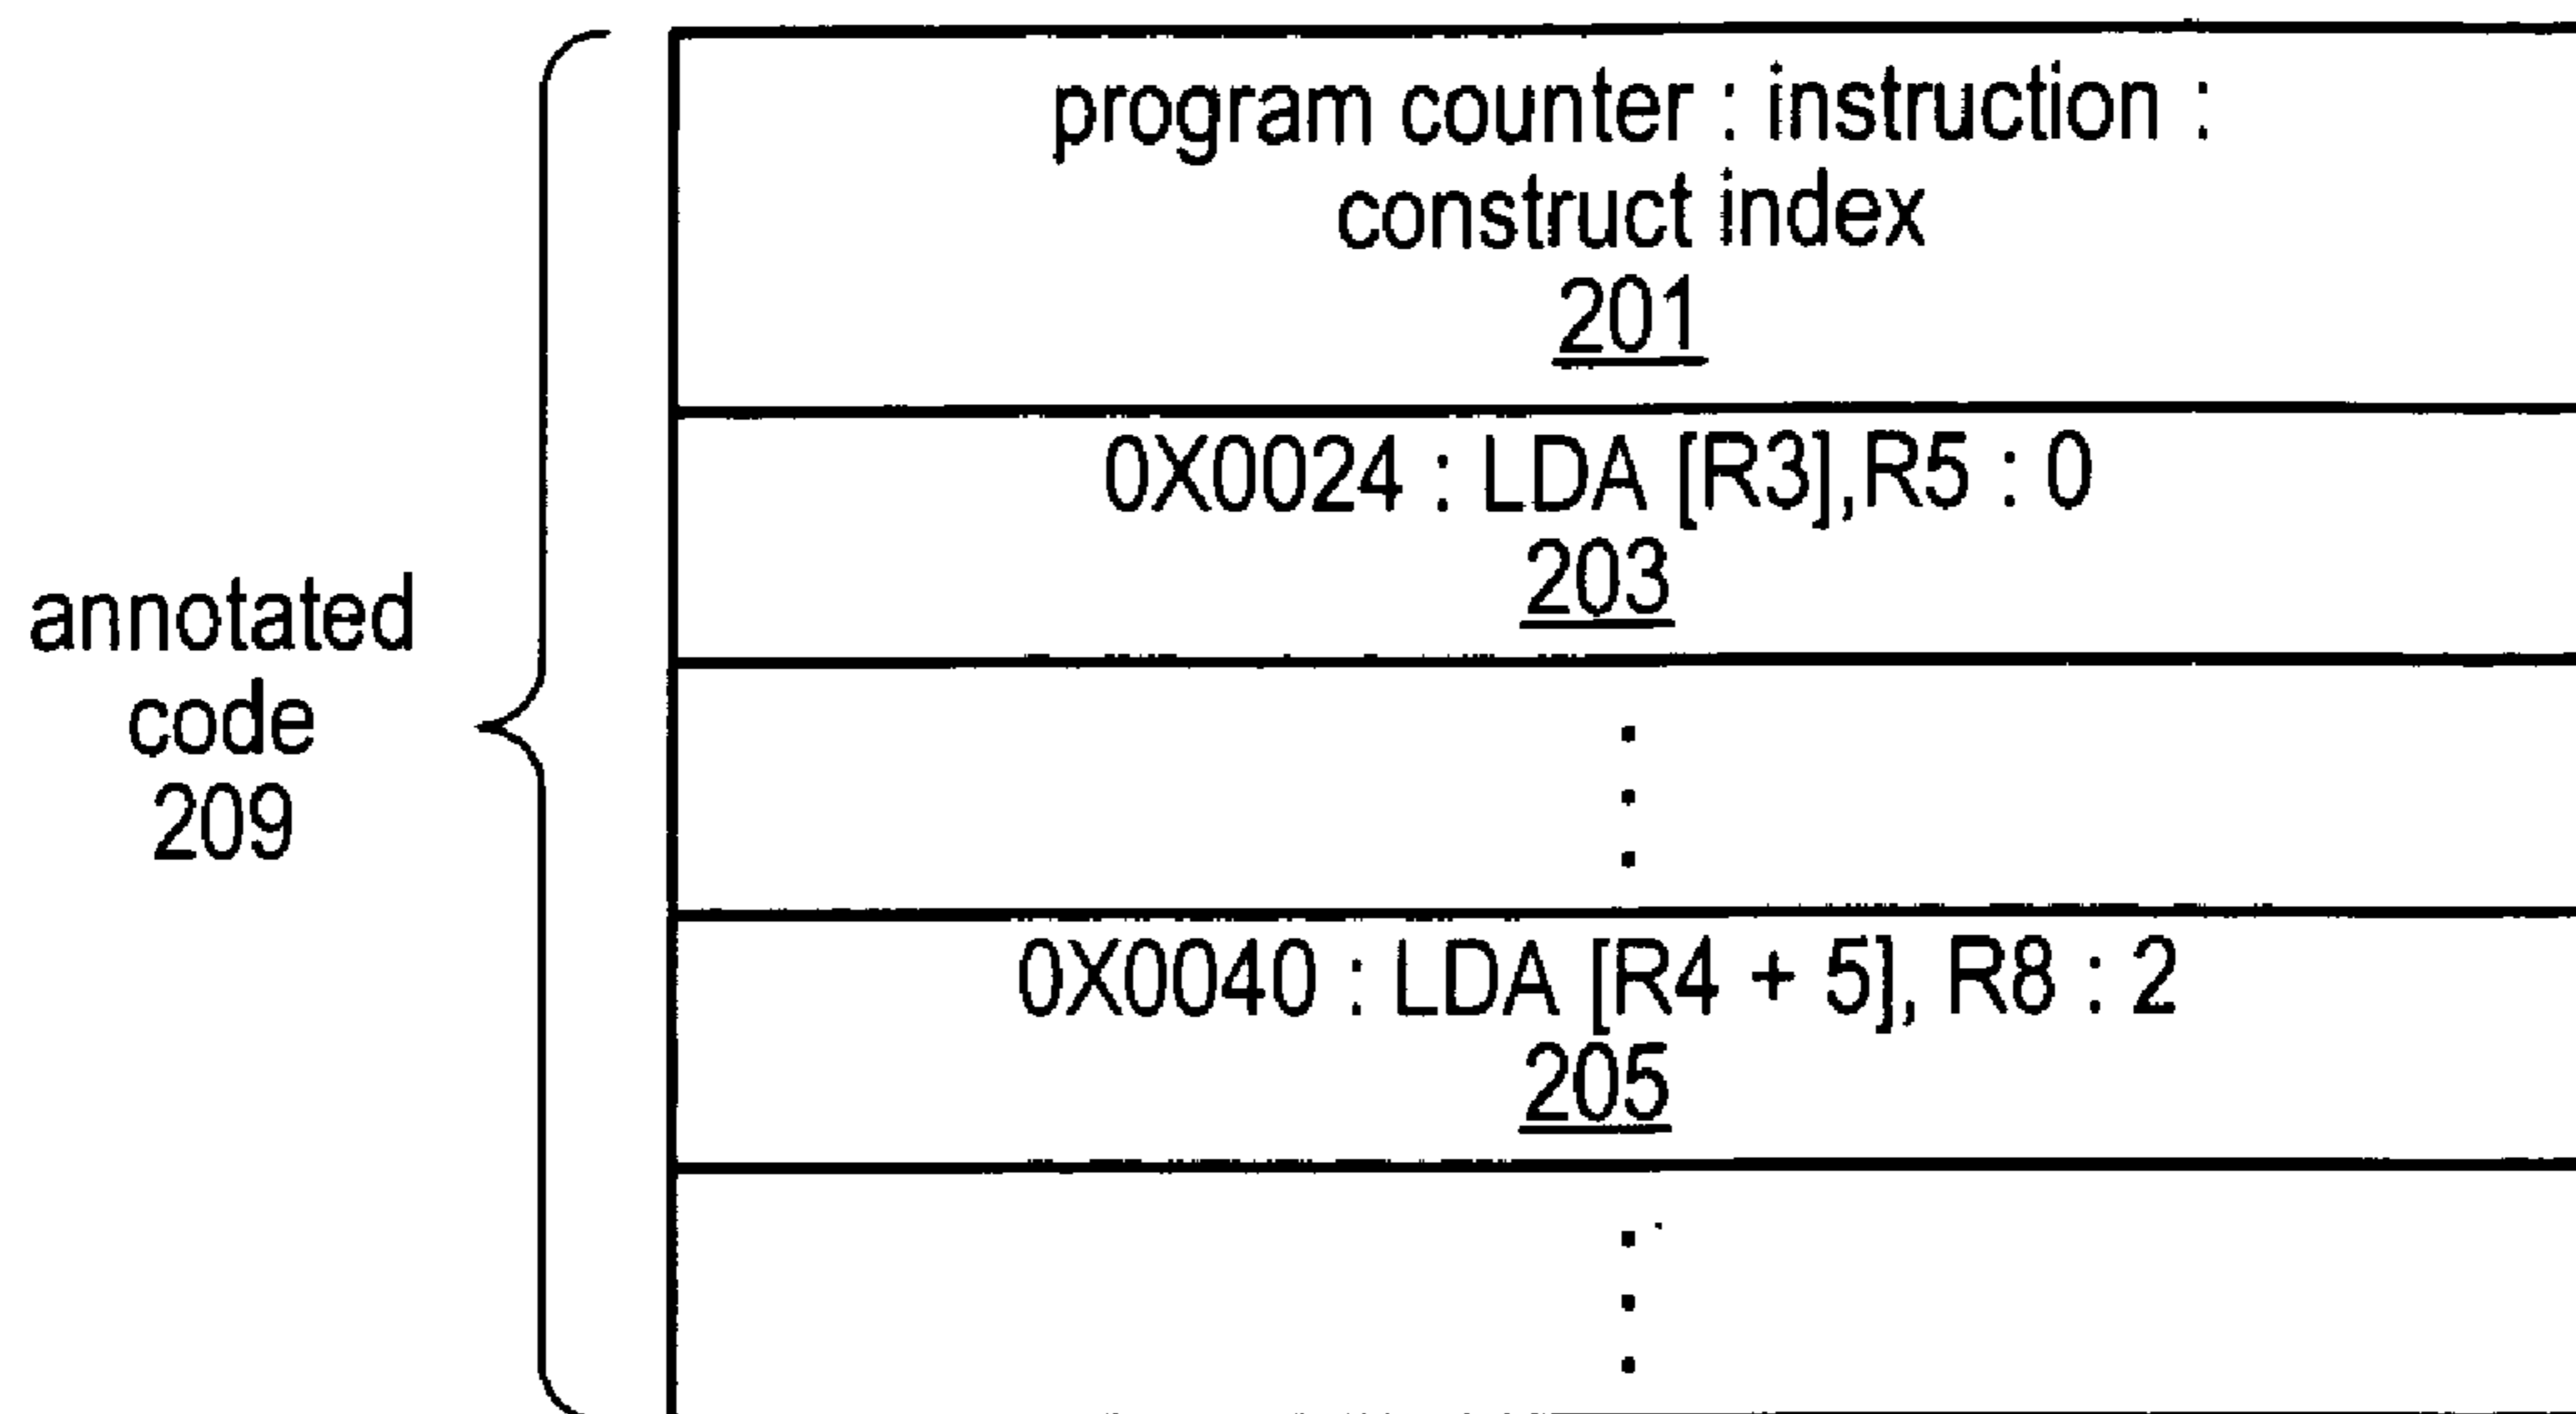 program counter : instruction :
construct index
201
0X0024 : LDA [R3],R5 : 0
203
annotated
code
209
0X0040 : LDA [R4 + 5], R8 : 2
205